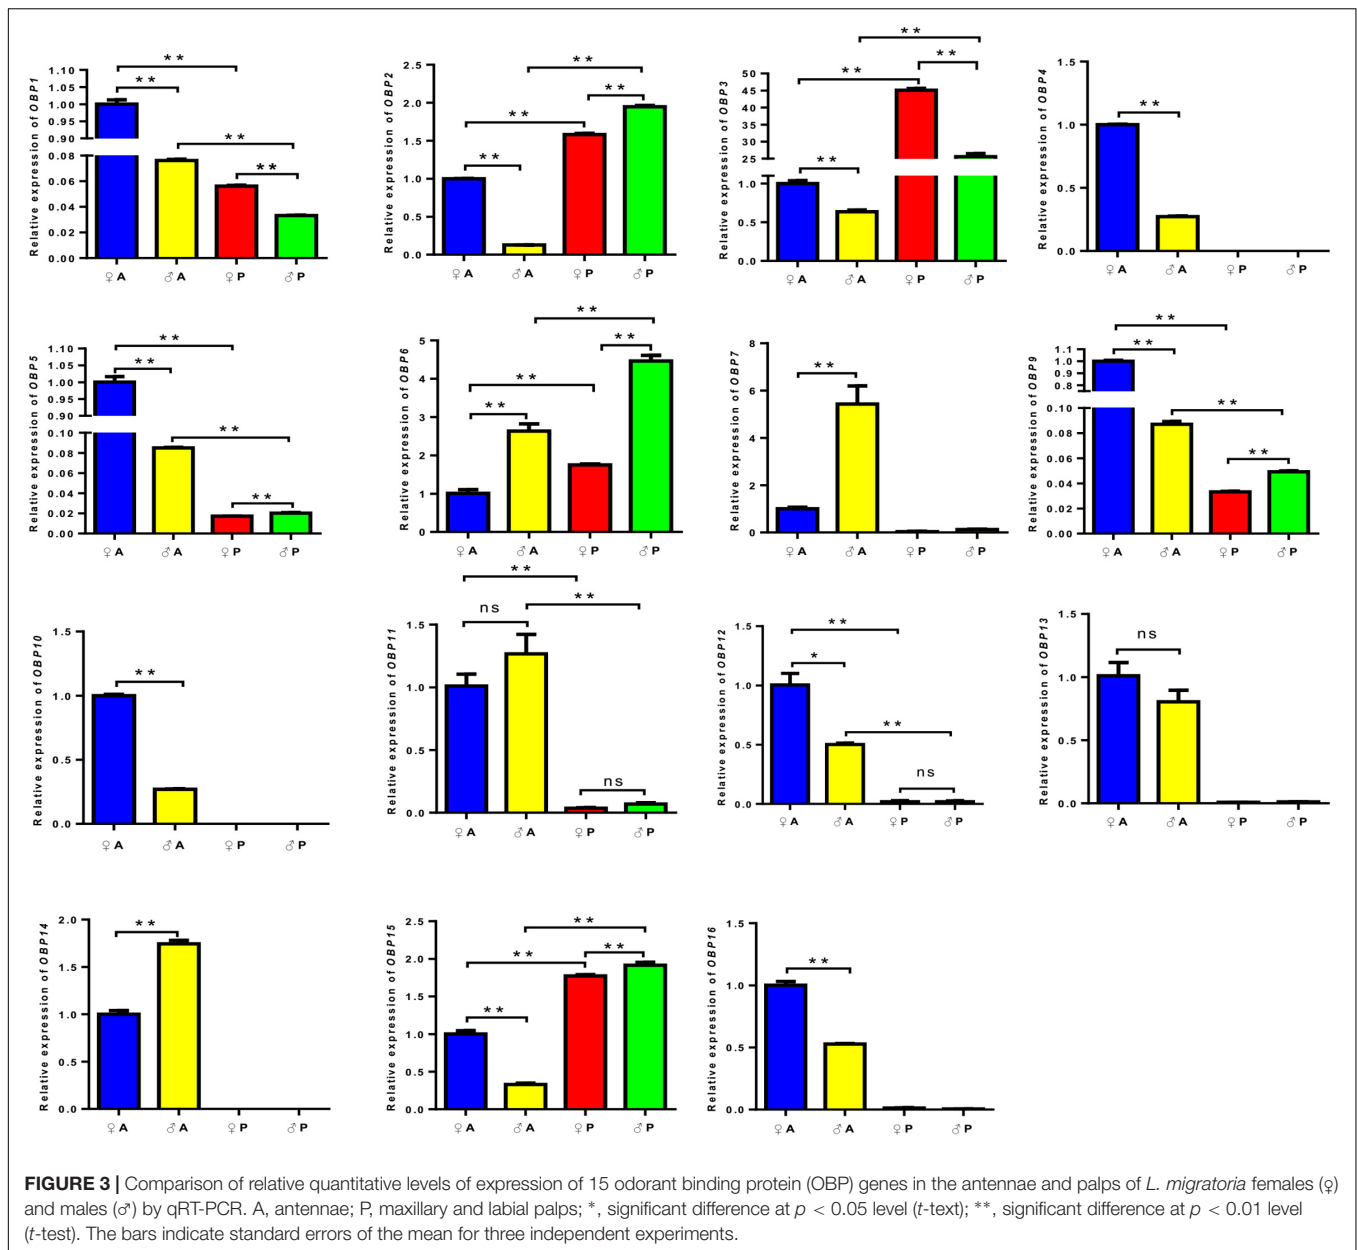 Relative expression of OBP1
1.10
1.05
1.00
0.95
0.90
0.08
0.06
0.04
0.02
0.00
** ** ** **
♀ A ♂ A ♀ P ♂ P
Relative expression of OBP2
2.5
2.0
1.5
1.0
0.5
0.0
** ** ** **
♀ A ♂ A ♀ P ♂ P
Relative expression of OBP3
50
45
40
35
30
25
1.0
0.5
0.0
** ** ** **
♀ A ♂ A ♀ P ♂ P
Relative expression of OBP4
1.5
1.0
0.5
0.0
**
♀ A ♂ A ♀ P ♂ P
Relative expression of OBP5
1.10
1.05
1.00
0.95
0.90
0.10
0.08
0.06
0.04
0.02
0.00
** ** ** **
♀ A ♂ A ♀ P ♂ P
Relative expression of OBP6
6
4
2
1
0
** ** ** **
♀ A ♂ A ♀ P ♂ P
Relative expression of OBP7
8
6
4
2
0
**
♀ A ♂ A ♀ P ♂ P
Relative expression of OBP9
1.1
1.0
0.9
0.8
0.10
0.08
0.06
0.04
0.02
0.00
** ** ** **
♀ A ♂ A ♀ P ♂ P
Relative expression of OBP10
1.5
1.0
0.5
0.0
**
♀ A ♂ A ♀ P ♂ P
Relative expression of OBP11
1.5
1.0
0.5
0.0
** ** ns ns
♀ A ♂ A ♀ P ♂ P
Relative expression of OBP12
1.5
1.0
0.5
0.0
** * ** ns
♀ A ♂ A ♀ P ♂ P
Relative expression of OBP13
1.5
1.0
0.5
0.0
ns
♀ A ♂ A ♀ P ♂ P
Relative expression of OBP14
2.0
1.5
1.0
0.5
0.0
**
♀ A ♂ A ♀ P ♂ P
Relative expression of OBP15
2.5
2.0
1.5
1.0
0.5
0.0
** ** ** **
♀ A ♂ A ♀ P ♂ P
Relative expression of OBP16
1.5
1.0
0.5
0.0
**
♀ A ♂ A ♀ P ♂ P
FIGURE 3 | Comparison of relative quantitative levels of expression of 15 odorant binding protein (OBP) genes in the antennae and palps of L. migratoria females (♀)
and males (♂) by qRT-PCR. A, antennae; P, maxillary and labial palps; *, significant difference at p < 0.05 level (t-text); **, significant difference at p < 0.01 level
(t-test). The bars indicate standard errors of the mean for three independent experiments.